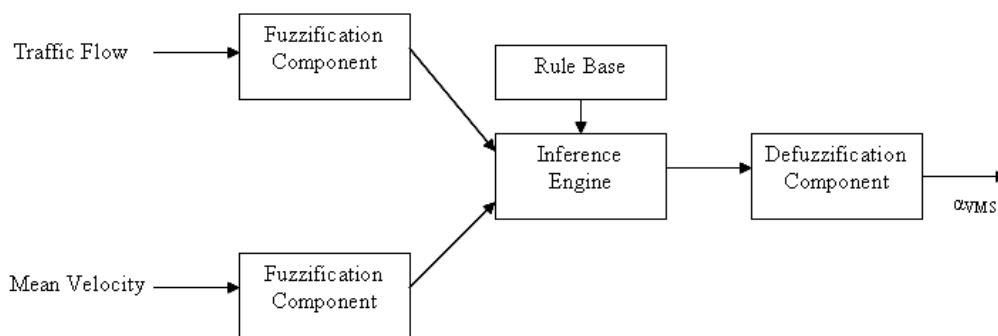 Traffic Flow
Fuzzification
Component
Rule Base
Inference
Engine
Defuzzification
Component
αVMS
Mean Velocity
Fuzzification
Component